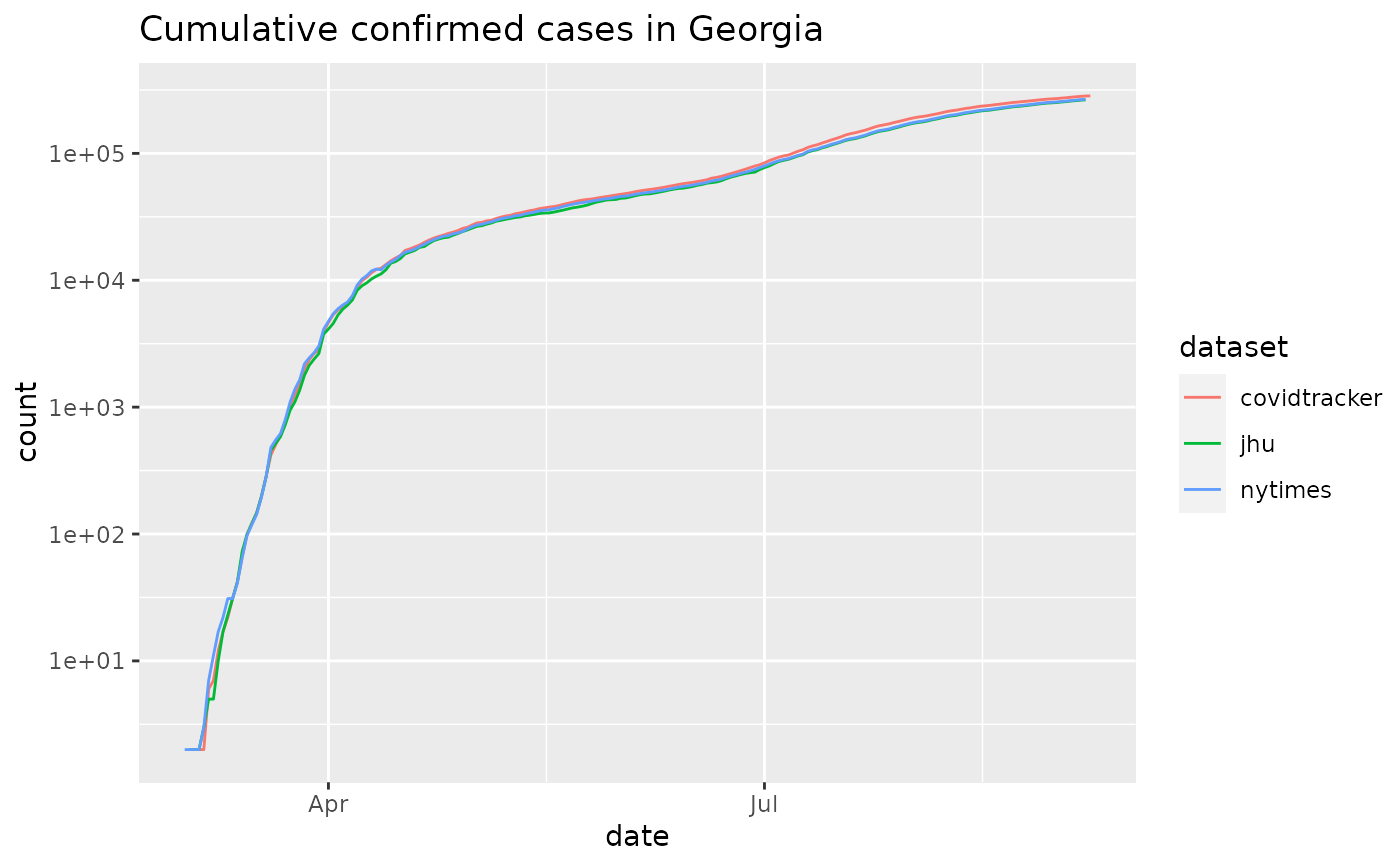 Cumulative confirmed cases in Georgia
1e+05
1e+04
1e+03
1e+02
1e+01
count
Apr
Jul
date
dataset
covidtracker
jhu
nytimes